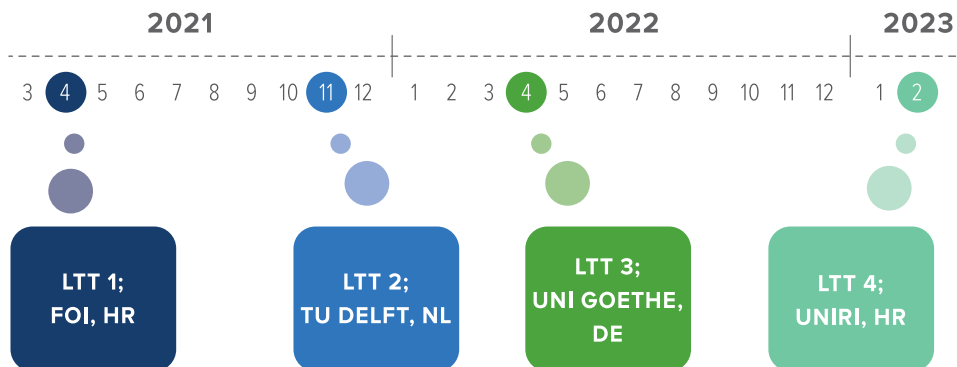 2021 2022 2023
3 4 5 6 7 8 9 10 11 12 1 2 3 4 5 6 7 8 9 10 11 12 1 2
LTT 1;
FOI, HR
LTT 2;
TU DELFT, NL
LTT 3;
UNI GOETHE,
DE
LTT 4;
UNIRI, HR